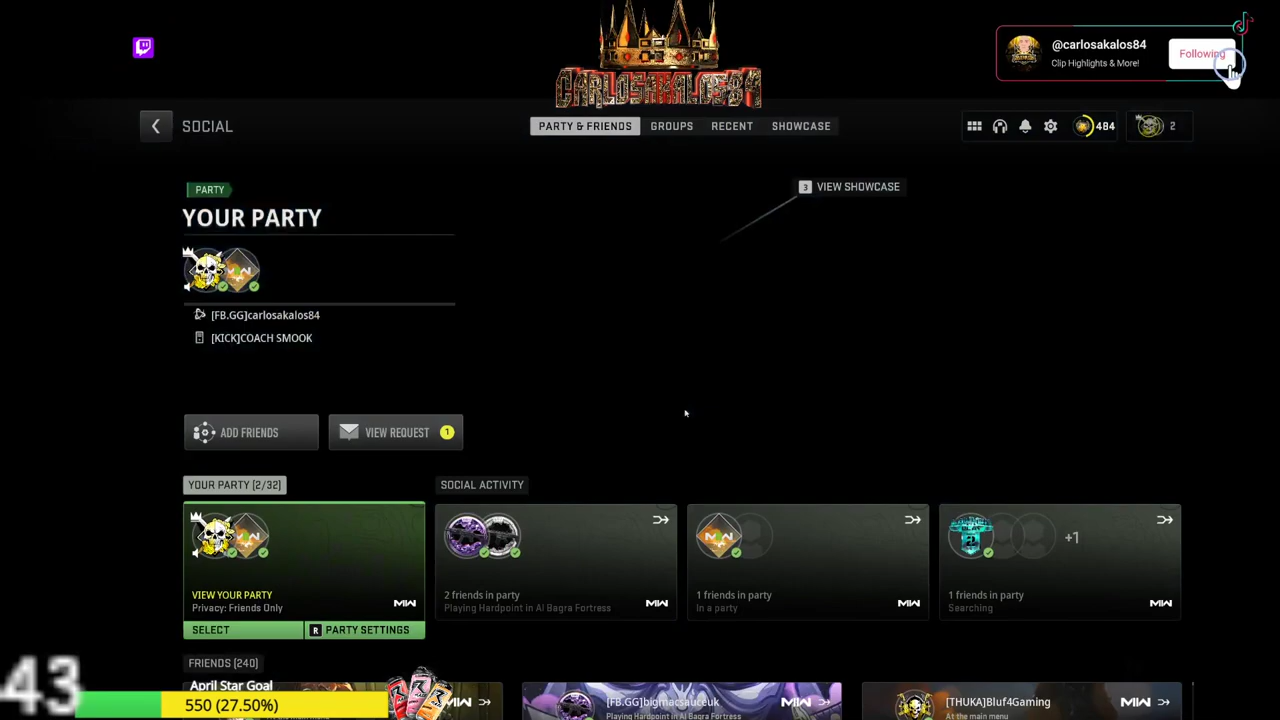 CARLOSAKALOS84
@carlosakalos84
Following
Clip Highlights & More!
SOCIAL
PARTY & FRIENDS
GROUPS
RECENT
SHOWCASE
484
2
PARTY
3 VIEW SHOWCASE
YOUR PARTY
[FB.GG]carlosakalos84
[KICK]COACH SMOOK
ADD FRIENDS
VIEW REQUEST 1
YOUR PARTY [2/32]
SOCIAL ACTIVITY
+1
VIEW YOUR PARTY
Privacy: Friends Only
MW
SELECT
R PARTY SETTINGS
2 friends in party
Playing Hardpoint in Al Bagra Fortress
MW
1 friends in party
In a party
MW
1 friends in party
Searching
MW
FRIENDS [240]
43
April Star Goal
550 (27.50%)
MW
[FB.GG]bigmacsauceuk
Playing Hardpoint in Al Bagra Fortress
MW
[THUKA]Bluf4Gaming
At the main menu
MW